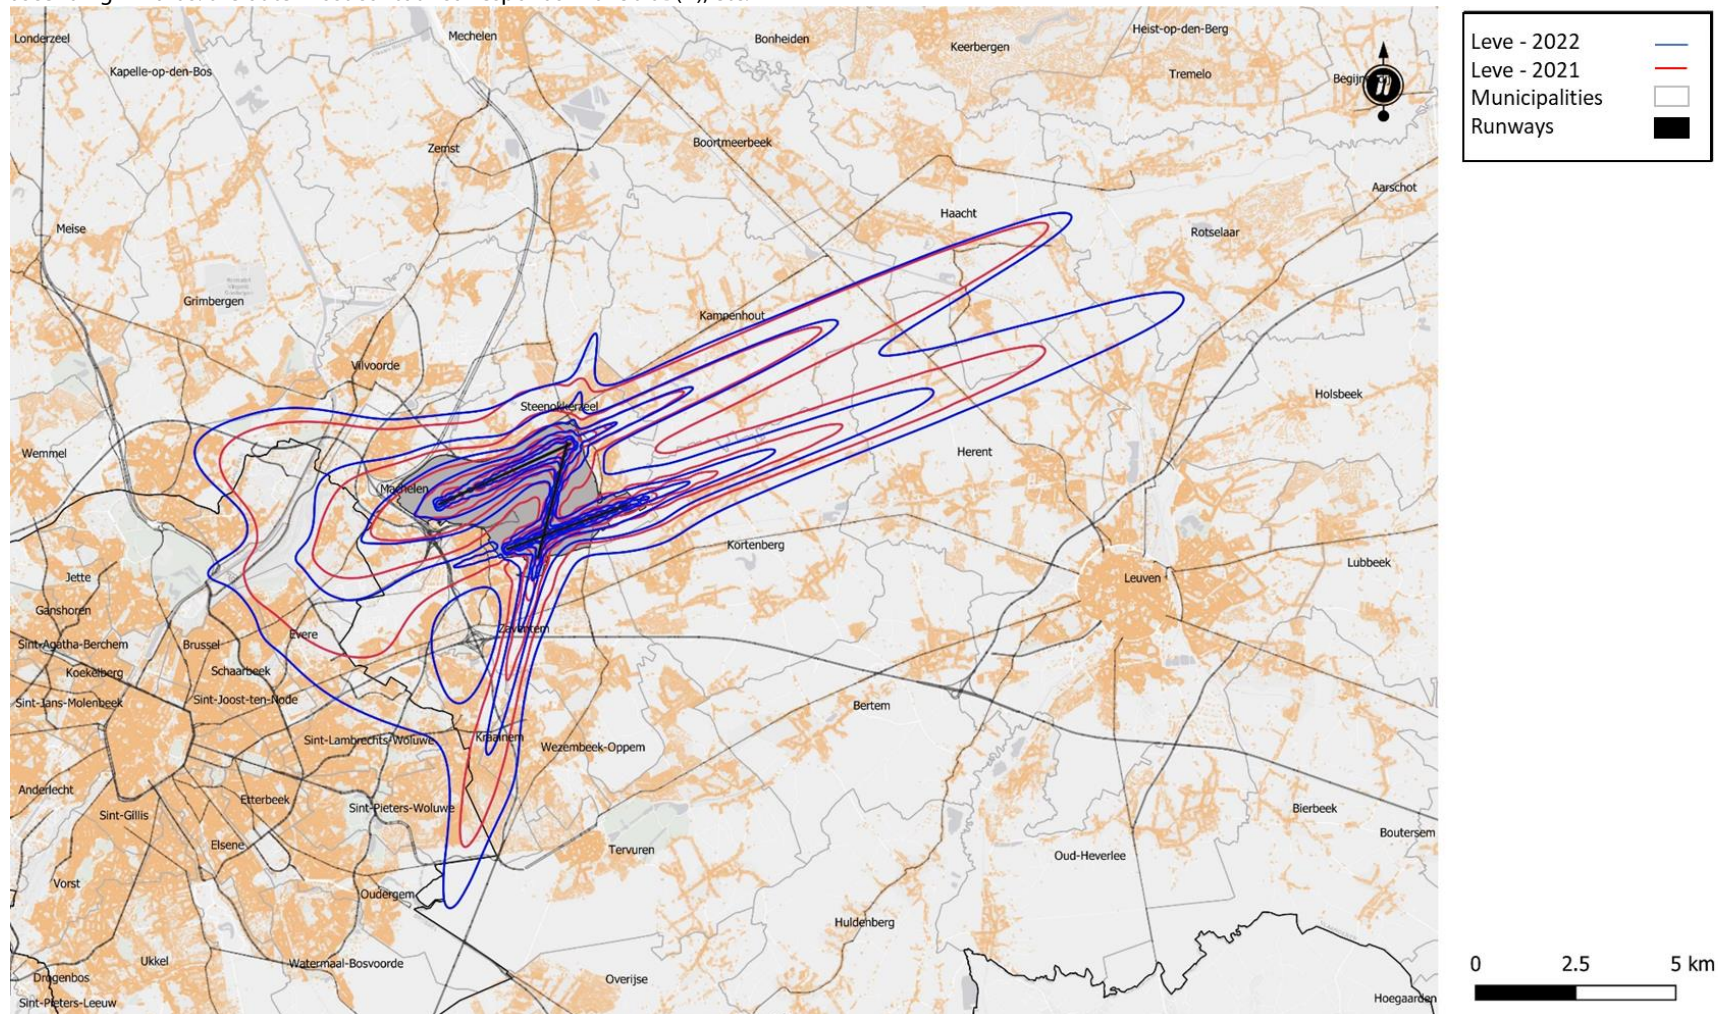 Londerzeel
Mechelen
Bonheiden
Keerbergen
Heist-op-den-Berg
Kapelle-op-den-Bos
Tremelo
Zemst
Boortmeerbeek
Aarschot
Meise
Haacht
Rotselaar
Grimbergen
Kampenhout
Vilvoorde
Steenokkerzeel
Holsbeek
Wemmel
Herent
Machelen
Kortenberg
Lubbeek
Jette
Leuven
Ganshoren
Zaventem
Sint-Agatha-Berchem
Brussel
Evere
Koekelberg
Schaarbeek
Sint-Jans-Molenbeek
Sint-Joost-ten-Node
Bertem
Sint-Lambrechts-Woluwe
Kraainem
Wezembeek-Oppem
Anderlecht
Etterbeek
Sint-Pieters-Woluwe
Bierbeek
Sint-Gillis
Boutersem
Elsene
Tervuren
Oud-Heverlee
Vorst
Oudergem
Huldenberg
Ukkel
Watermaal-Bosvoorde
Drogenbos
Overijse
Sint-Pieters-Leeuw
Hoegaarden
Leve - 2022
Leve - 2021
Municipalities
Runways
0 2.5 5 km